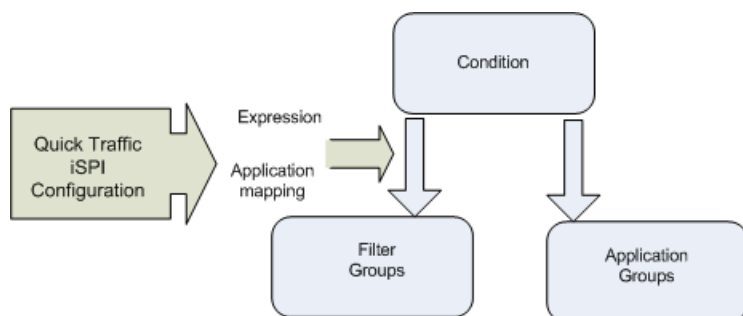 Condition
Expression
Quick Traffic
iSPI
Configuration
Application
mapping
Filter
Groups
Application
Groups